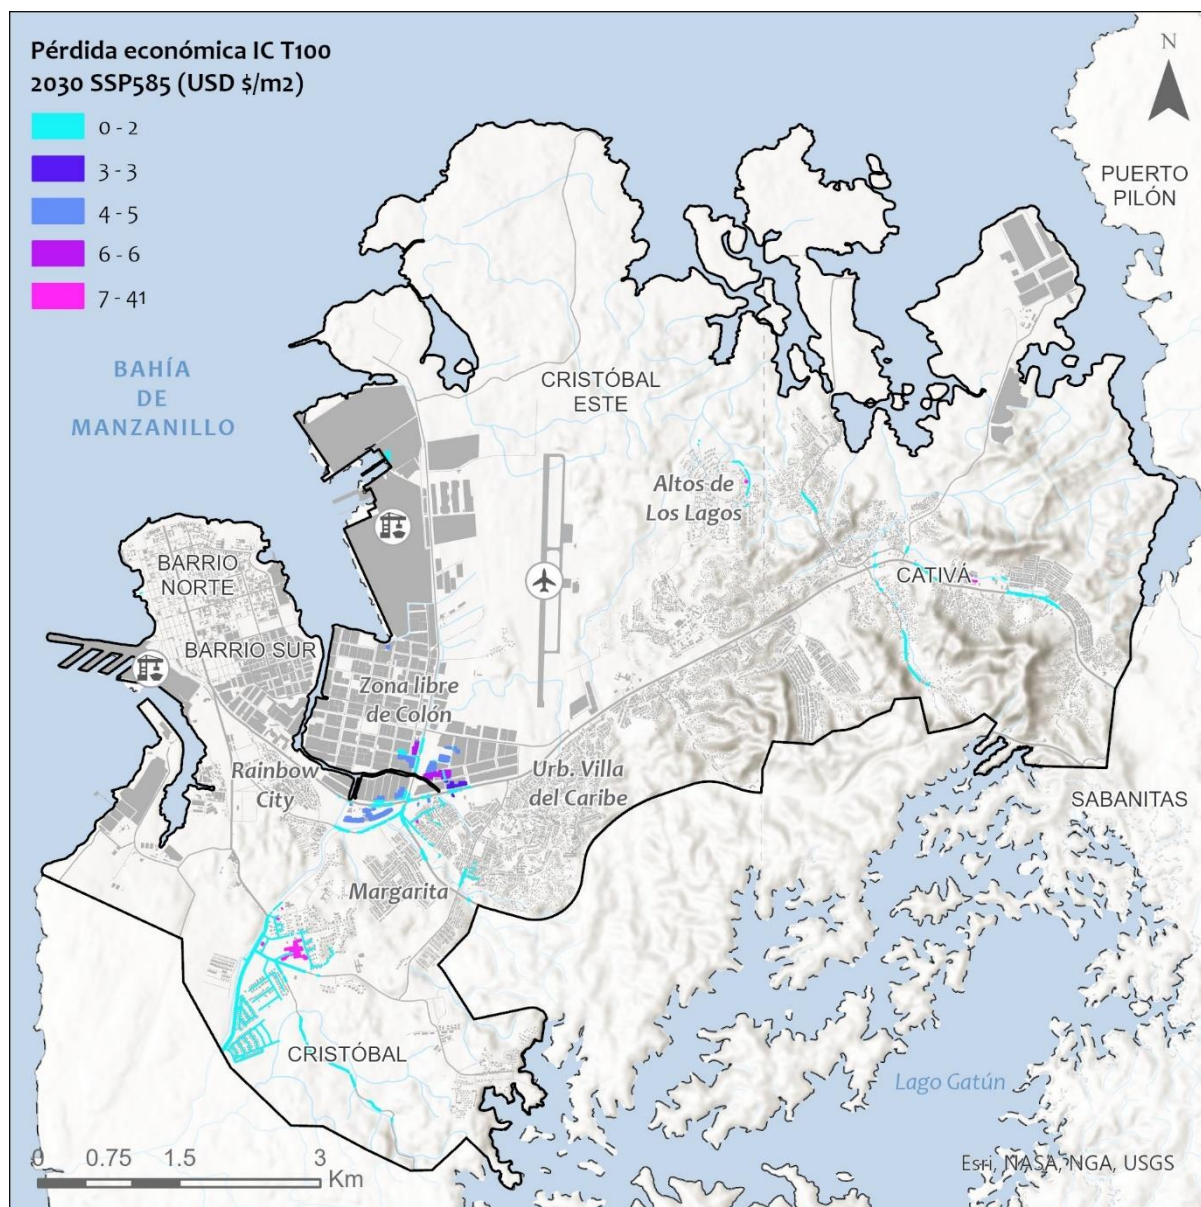 Pérdida económica IC T100
2030 SSP585 (USD $/m2)
0 - 2
3 - 3
4 - 5
6 - 6
7 - 41
N
PUERTO
PILÓN
BAHÍA
DE
MANZANILLO
CRISTÓBAL
ESTE
Altos de
Los Lagos
BARRIO
NORTE
CATIVÁ
BARRIO SUR
Zona libre
de Colón
Rainbow
City
Urb. Villa
del Caribe
SABANITAS
Margarita
CRISTÓBAL
Lago Gatún
0 0.75 1.5 3
Km
Esri, NASA, NGA, USGS